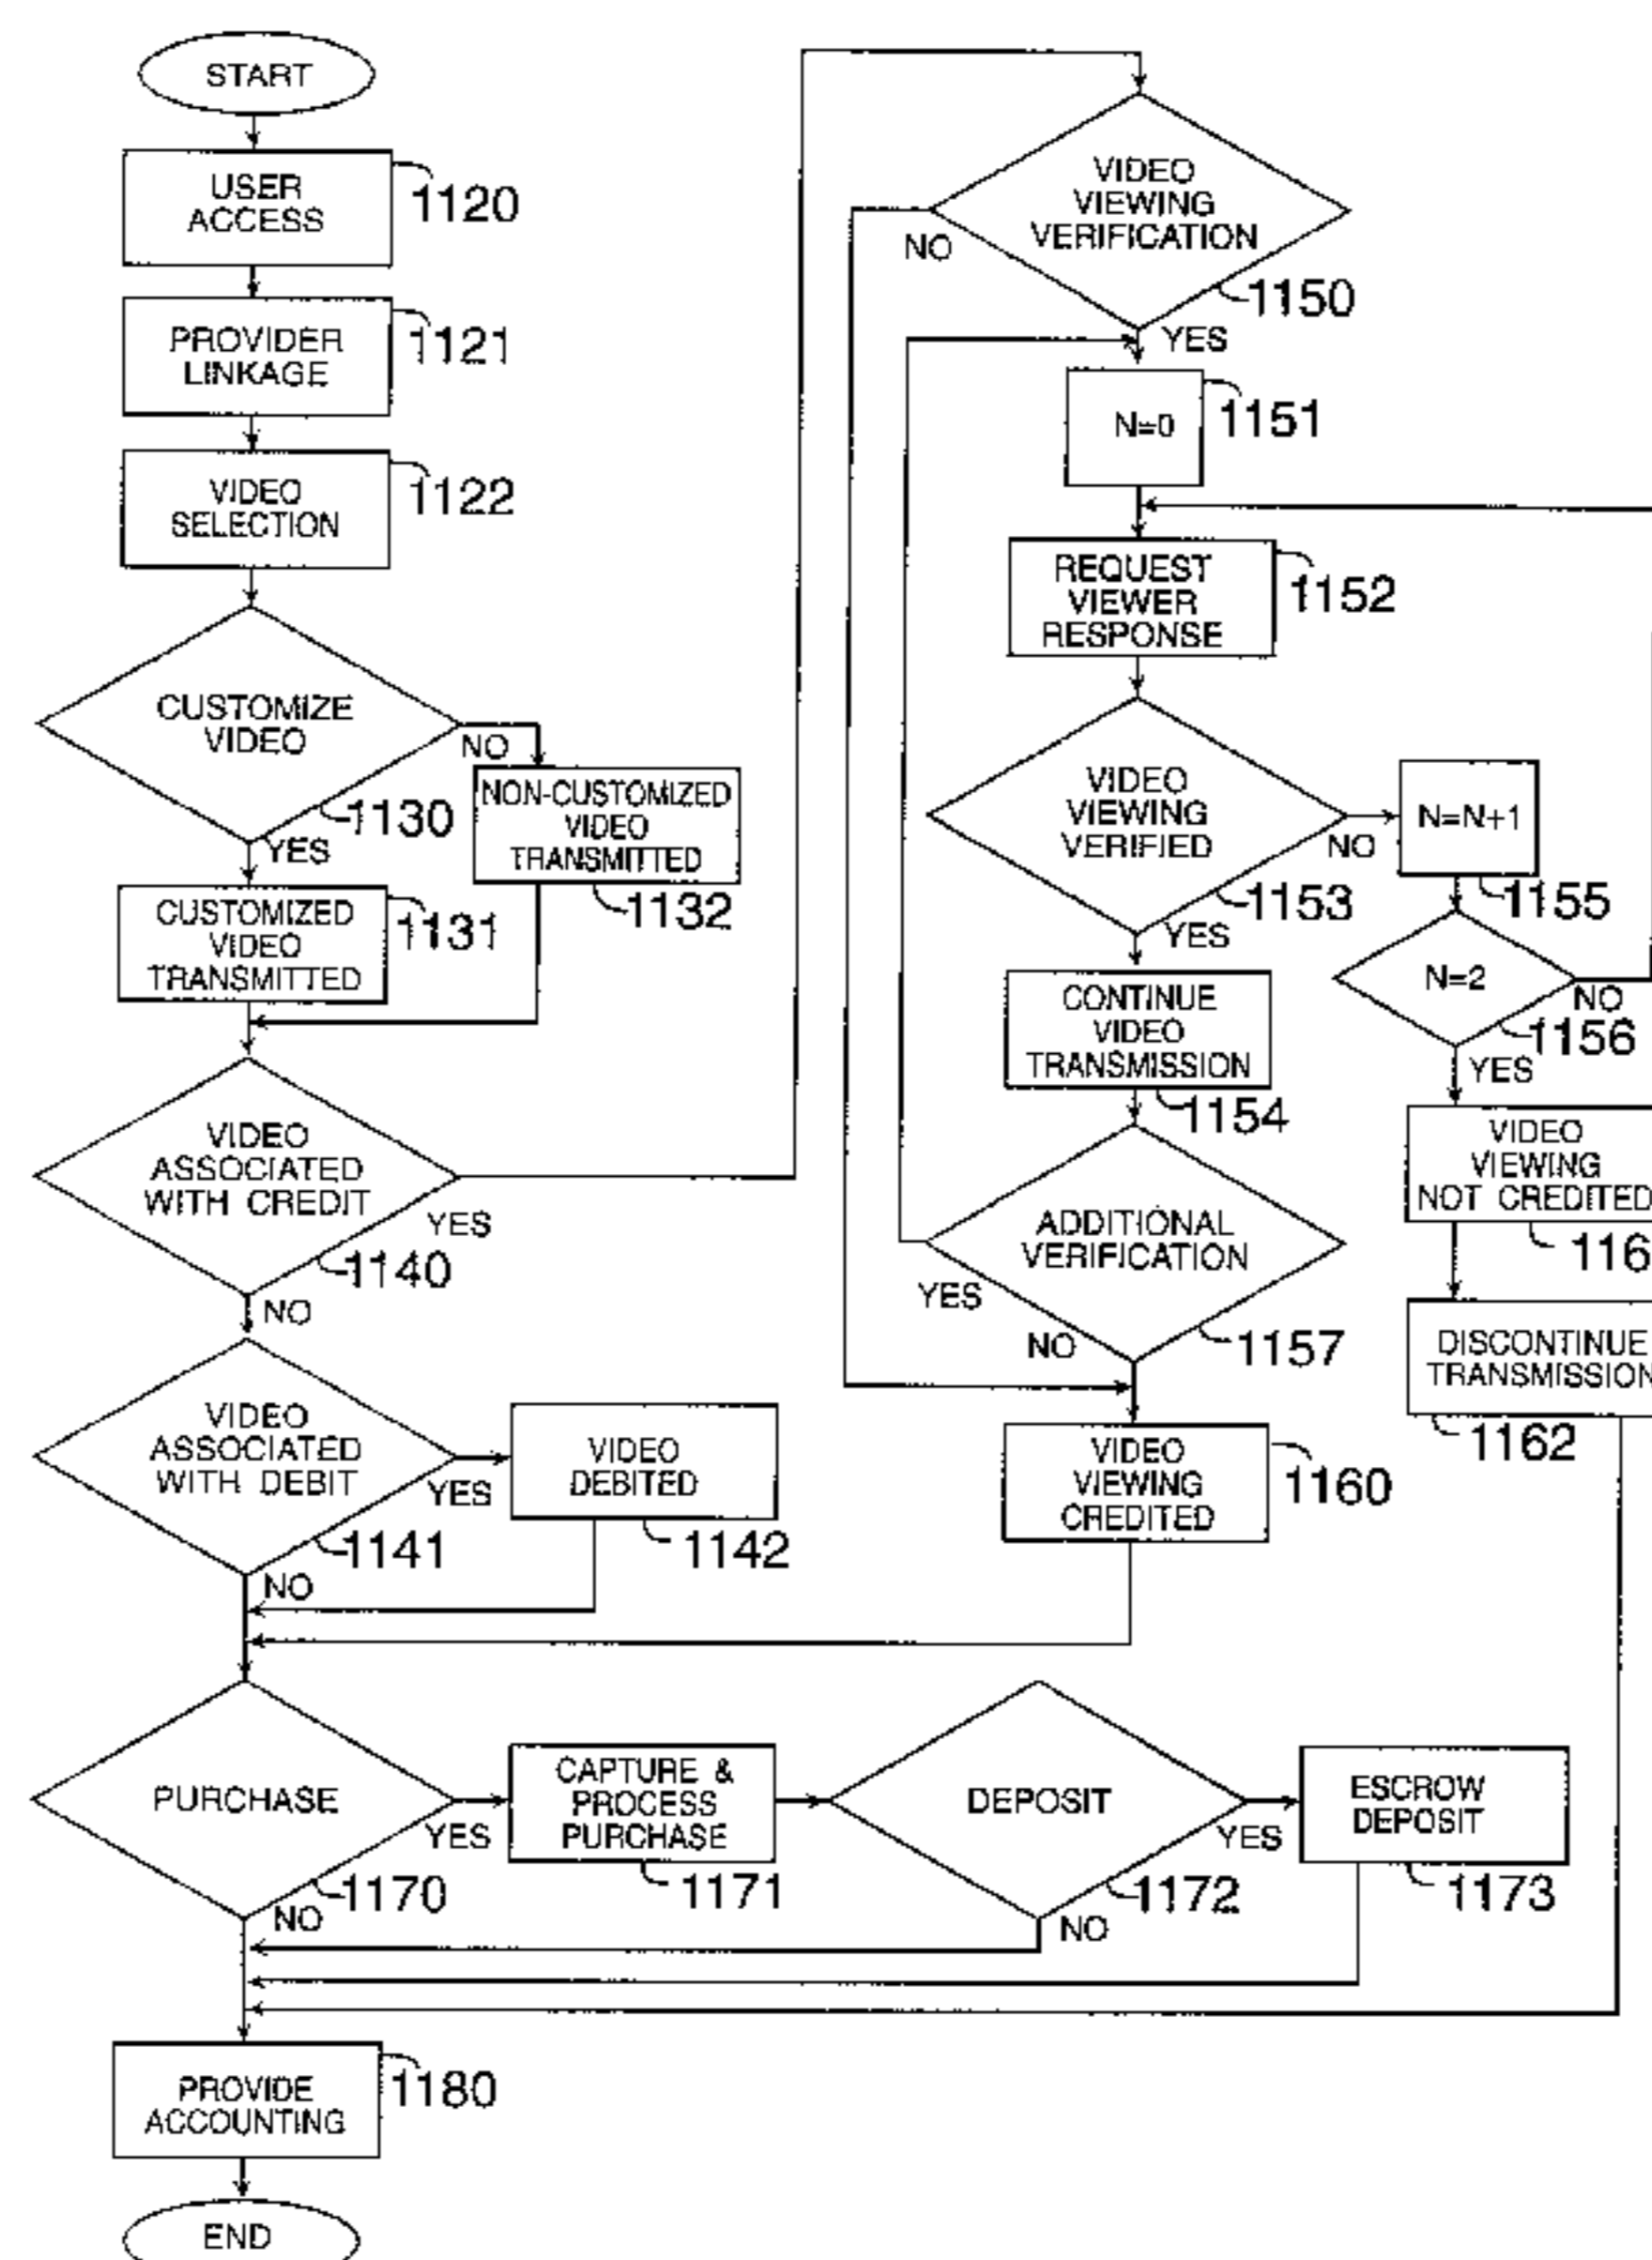 START
USER
ACCESS
1120
PROVIDER
LINKAGE
1121
VIDEO
SELECTION
1122
CUSTOMIZE
VIDEO
1130
NO
YES
NON-CUSTOMIZED
VIDEO
TRANSMITTED
1132
CUSTOMIZED
VIDEO
TRANSMITTED
1131
VIDEO
ASSOCIATED
WITH CREDIT
YES
1140
NO
VIDEO
ASSOCIATED
WITH DEBIT
YES
1141
NO
VIDEO
DEBITED
1142
VIDEO
VIEWING
VERIFICATION
NO
1150
YES
N=0
1151
REQUEST
VIEWER
RESPONSE
1152
VIDEO
VIEWING
VERIFIED
NO
1153
YES
N=N+1
1155
N=2
NO
1156
YES
CONTINUE
VIDEO
TRANSMISSION
1154
VIDEO
VIEWING
NOT CREDITED
116
ADDITIONAL
VERIFICATION
YES
NO
1157
DISCONTINUE
TRANSMISSION
1162
VIDEO
VIEWING
CREDITED
1160
PURCHASE
YES
1170
NO
CAPTURE &
PROCESS
PURCHASE
1171
DEPOSIT
YES
1172
NO
ESCROW
DEPOSIT
1173
PROVIDE
ACCOUNTING
1180
END